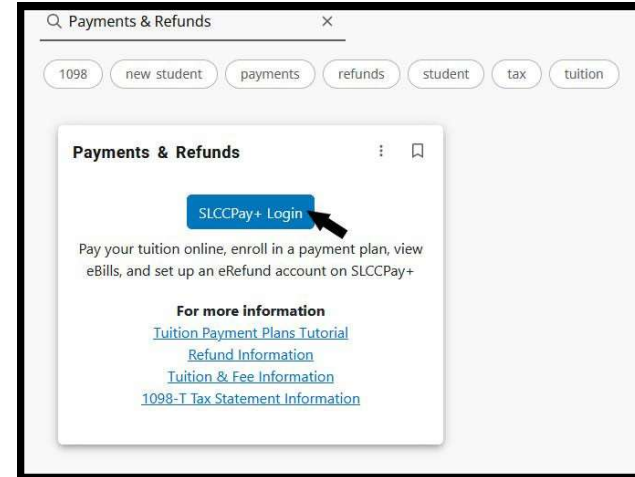 Payments & Refunds
1098 new student payments refunds student tax tuition
Payments & Refunds
SLCCPay+ Login
Pay your tuition online, enroll in a payment plan, view
eBills, and set up an eRefund account on SLCCPay+
For more information
Tuition Payment Plans Tutorial
Refund Information
Tuition & Fee Information
1098-T Tax Statement Information